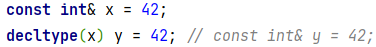 const int& x = 42;
decltype(x) y = 42; // const int& y = 42;